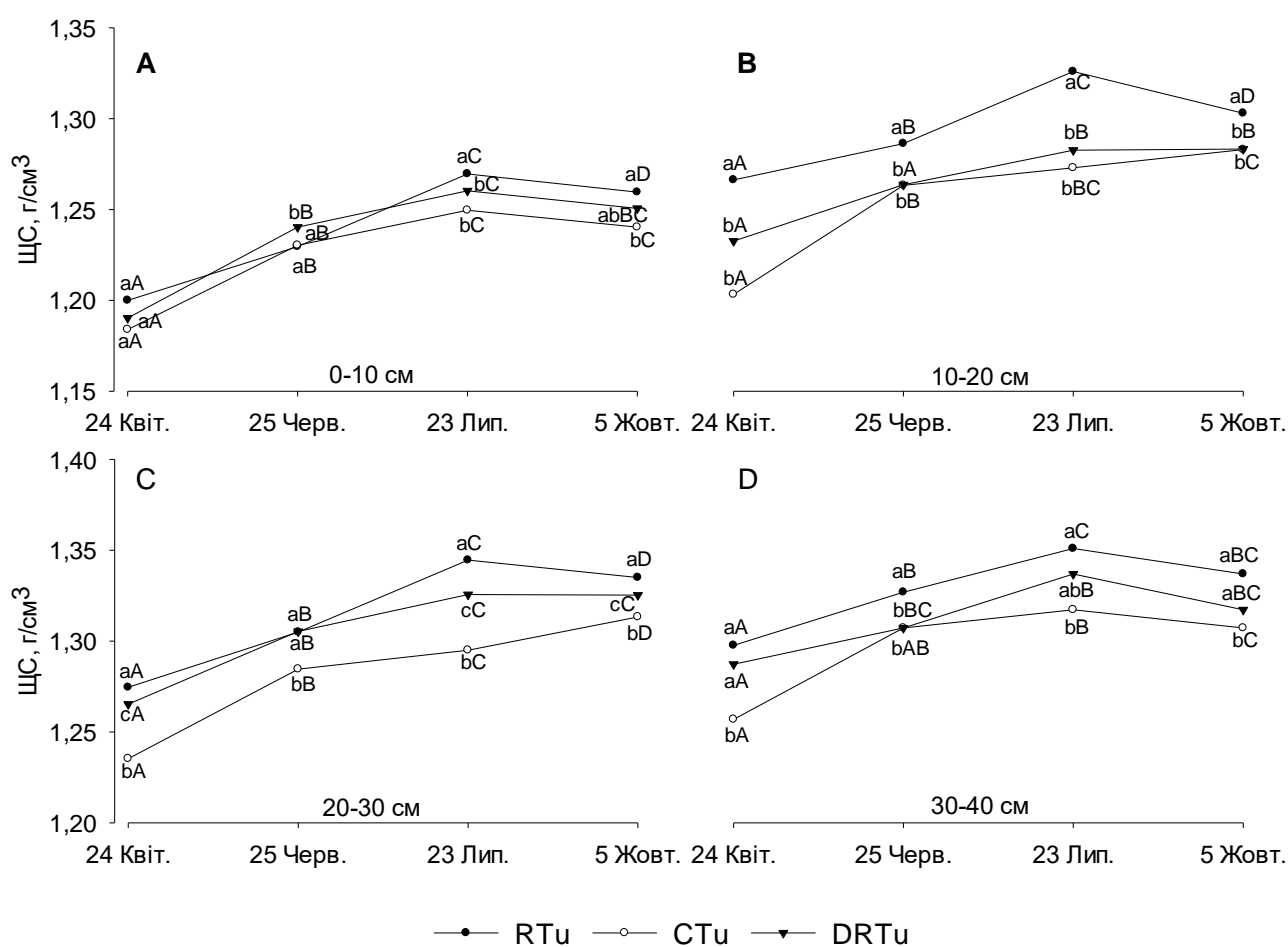 1,35
A
B
1,30
1,25
1,20
1,15
ЩС, г/см3
aA
aA
aA
bB
aB
aB
aC
bC
bC
aD
abBC
bC
0-10 см
24 Квіт.
25 Черв.
23 Лип.
5 Жовт.
aA
bA
bA
aB
bA
bB
aC
bB
bBC
aD
bB
bC
10-20 см
24 Квіт.
25 Черв.
23 Лип.
5 Жовт.
1,40
C
D
1,35
1,30
1,25
1,20
ЩС, г/см3
aA
cA
bA
aB
aB
bB
aC
cC
bC
aD
cC
bD
20-30 см
24 Квіт.
25 Черв.
23 Лип.
5 Жовт.
aA
aA
bA
aB
bBC
bAB
aC
abB
bB
aBC
aBC
bC
30-40 см
24 Квіт.
25 Черв.
23 Лип.
5 Жовт.
RTu CTu DRTu